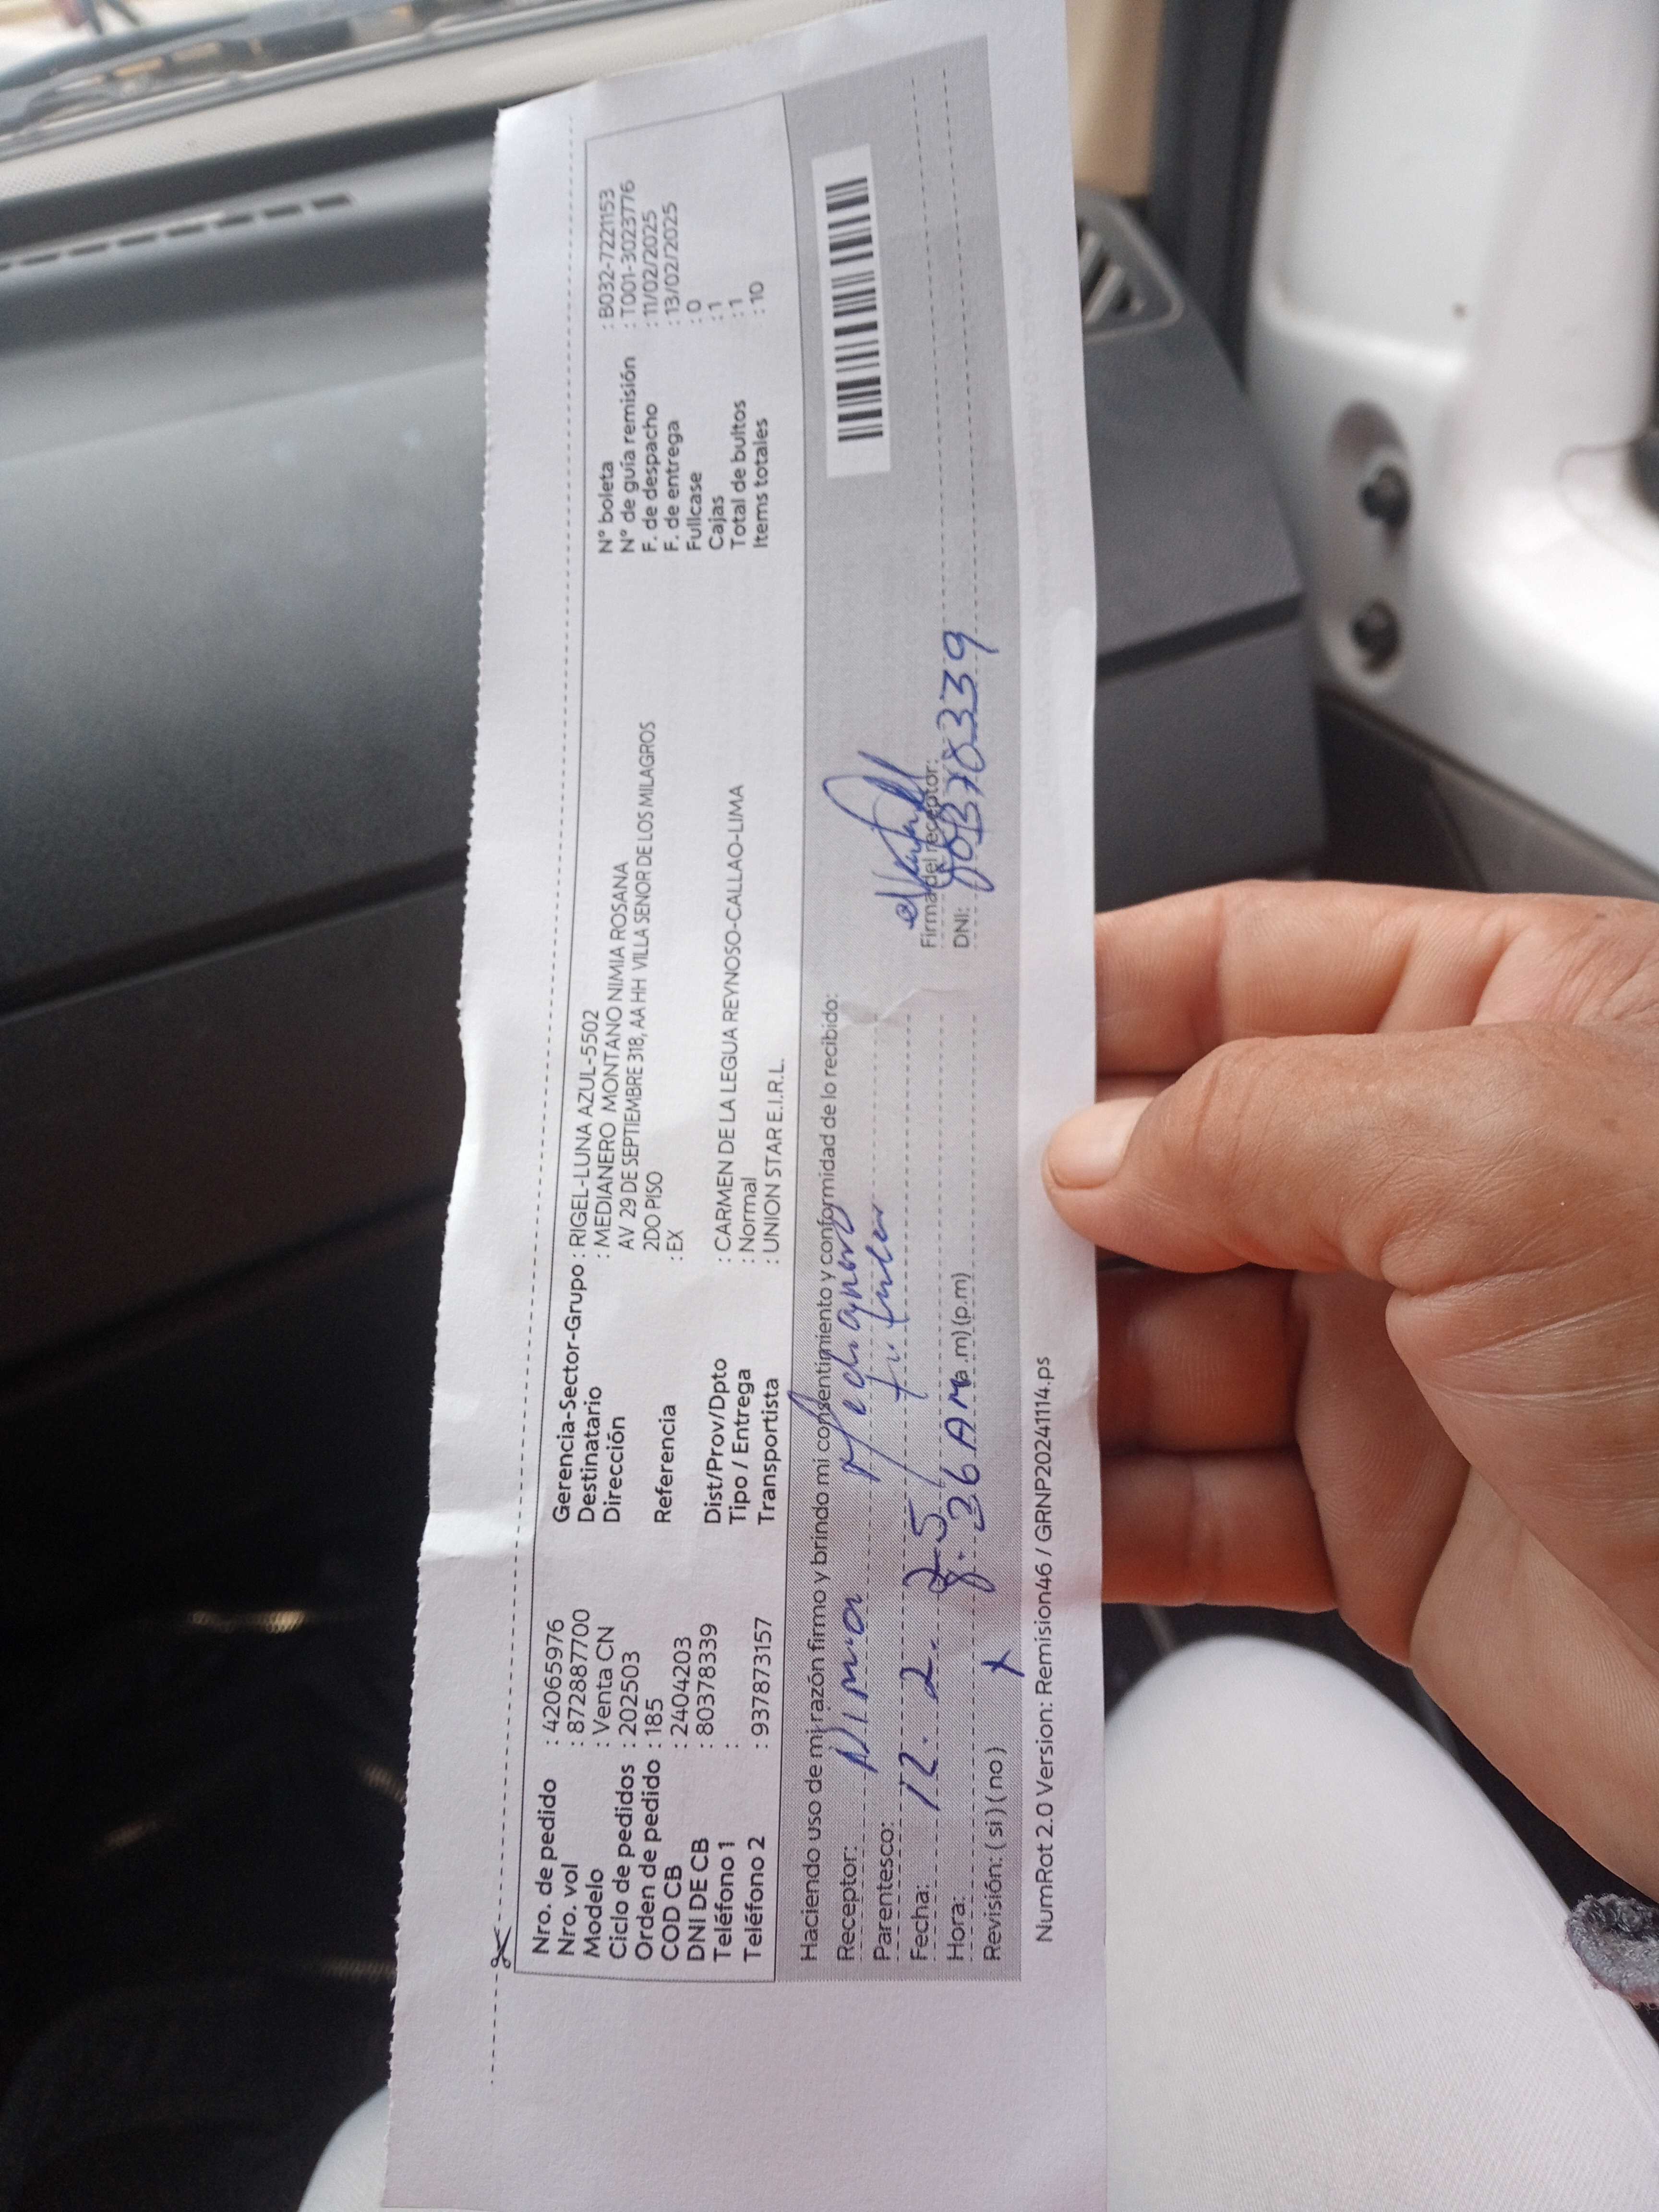 Nro. de pedido : 42065976
Nro. vol : 872887700
Modelo : Venta CN
Ciclo de pedidos : 202503
Orden de pedido : 185
COD CB : 2404203
DNI DE CB : 80378339
Teléfono 1 :
Teléfono 2 : 937873157
Gerencia-Sector-Grupo : RIGEL-LUNA AZUL-5502
Destinatario : MEDIANERO MONTANO NIMIA ROSANA
Dirección AV 29 DE SEPTIEMBRE 318, AA HH VILLA SENOR DE LOS MILAGROS
2DO PISO
Referencia : EX
Dist/Prov/Dpto : CARMEN DE LA LEGUA REYNOSO-CALLAO-LIMA
Tipo / Entrega : Normal
Transportista : UNION STAR E.I.R.L.
N° boleta : B032-7221153
N° de guía remisión : T001-3023776
F. de despacho : 11/02/2025
F. de entrega : 13/02/2025
Fullcase : 0
Cajas : 1
Total de bultos : 1
Items totales : 10
Haciendo uso de mi razón firmo y brindo mi consentimiento y conformidad de lo recibido:
Receptor:
Parentesco:
Fecha: 12. 2. 25
Hora: 8.36 AM (a.m)(p.m)
Revisión: ( si ) ( no ) x
Firma del receptor:
DNI: 80378339
NumRot 2.0 Version: Remision46 / GRNP20241114.ps